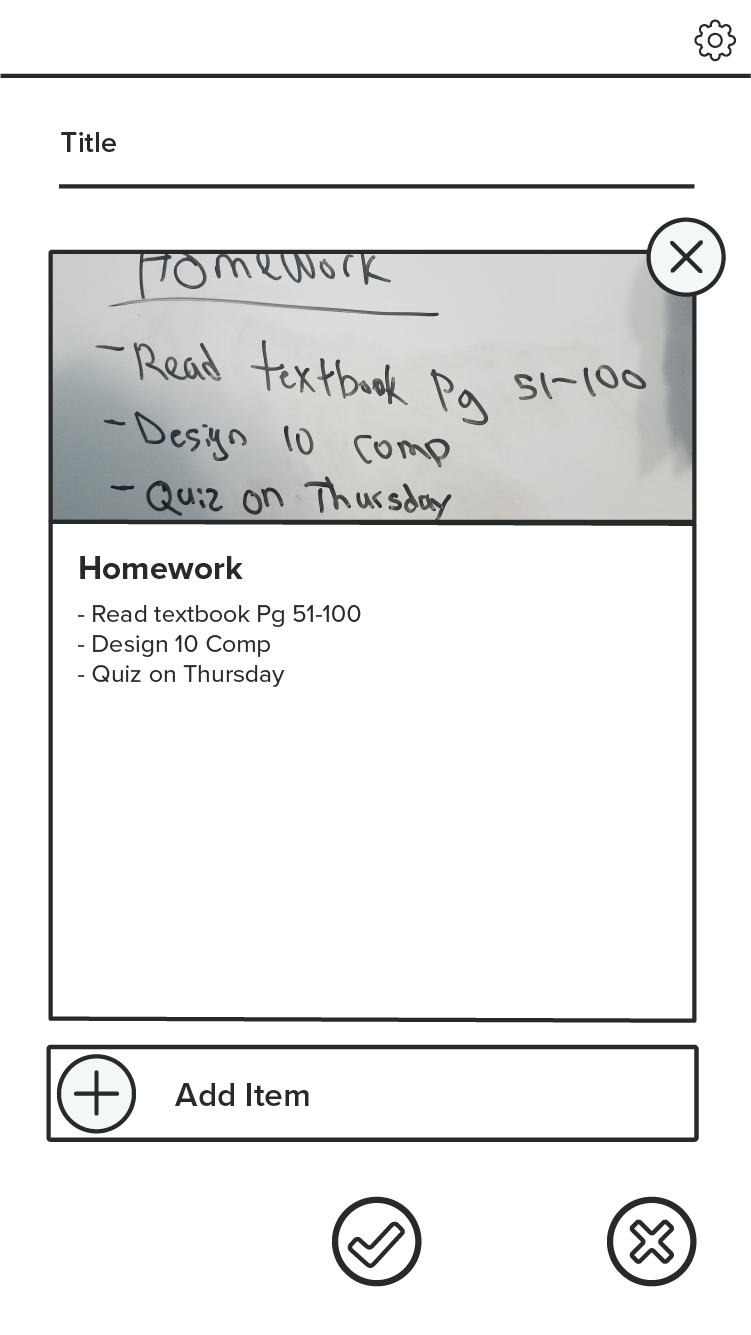 Title
Homework
- Read textbook Pg 51-100
- Design 10 comp
- Quiz on Thursday
Homework
- Read textbook Pg 51-100
- Design 10 Comp
- Quiz on Thursday
Add Item